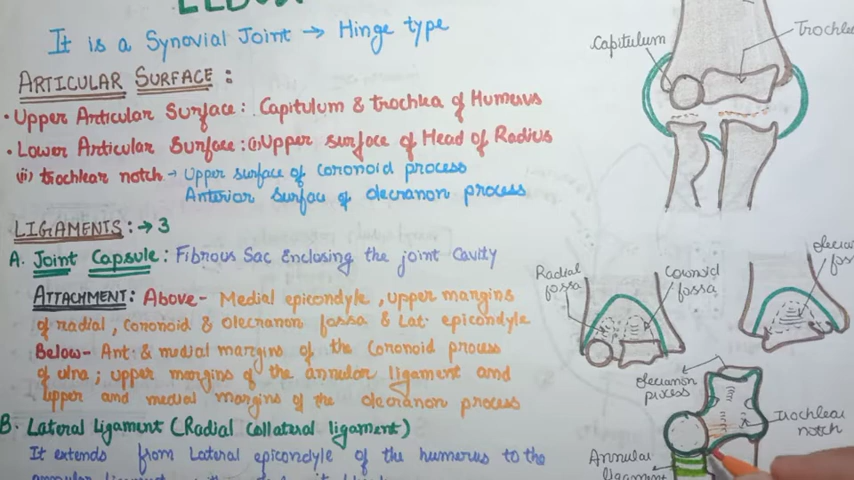 It is a Synovial Joint → Hinge type
ARTICULAR SURFACE :
• Upper Articular Surface : Capitulum & trochlea of Humerus
• Lower Articular Surface : (i) Upper surface of Head of Radius
(ii) trochlear notch → Upper surface of coronoid process
Anterior surface of olecranon process
LIGAMENTS : → 3
A. Joint Capsule : Fibrous Sac Enclosing the joint Cavity
ATTACHMENT : Above - Medial epicondyle , upper margins
of radial , coronoid & olecranon fossa & Lat. epicondyle
Below - Ant. & medial margins of the coronoid process
of ulna ; upper margins of the annular ligament and
upper and medial margins of the olecranon process
B. Lateral Ligament (Radial collateral ligament)
It extends from Lateral epicondyle of the humerus to the
Capitulum
Radial
fossa
Coronoid
fossa
olecranon
process
trochlear
notch
Annular
ligament